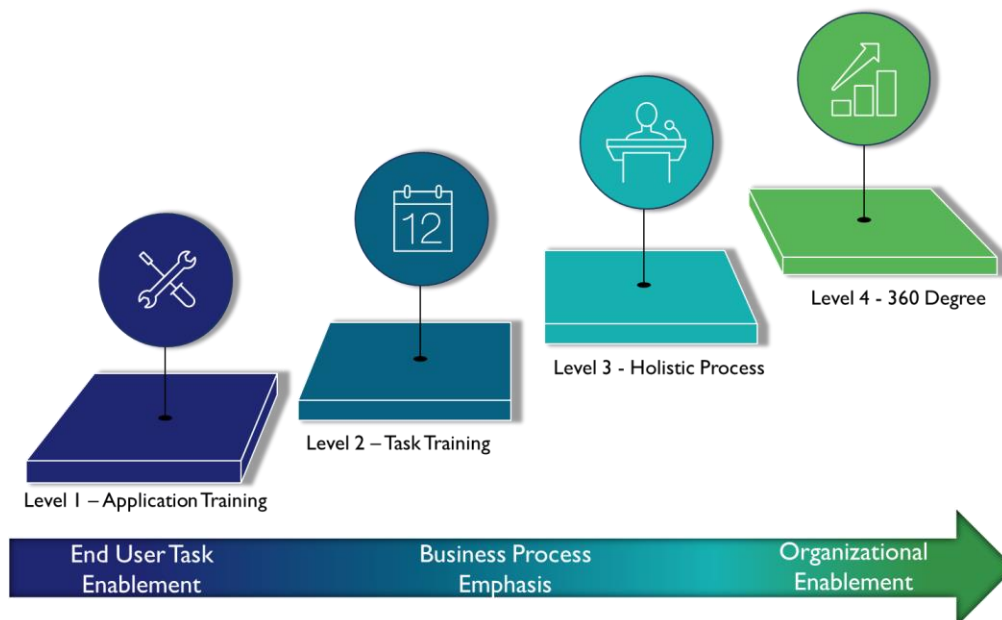 12
Level 4 - 360 Degree
Level 3 - Holistic Process
Level 2 – Task Training
Level 1 – Application Training
End User Task
Enablement
Business Process
Emphasis
Organizational
Enablement